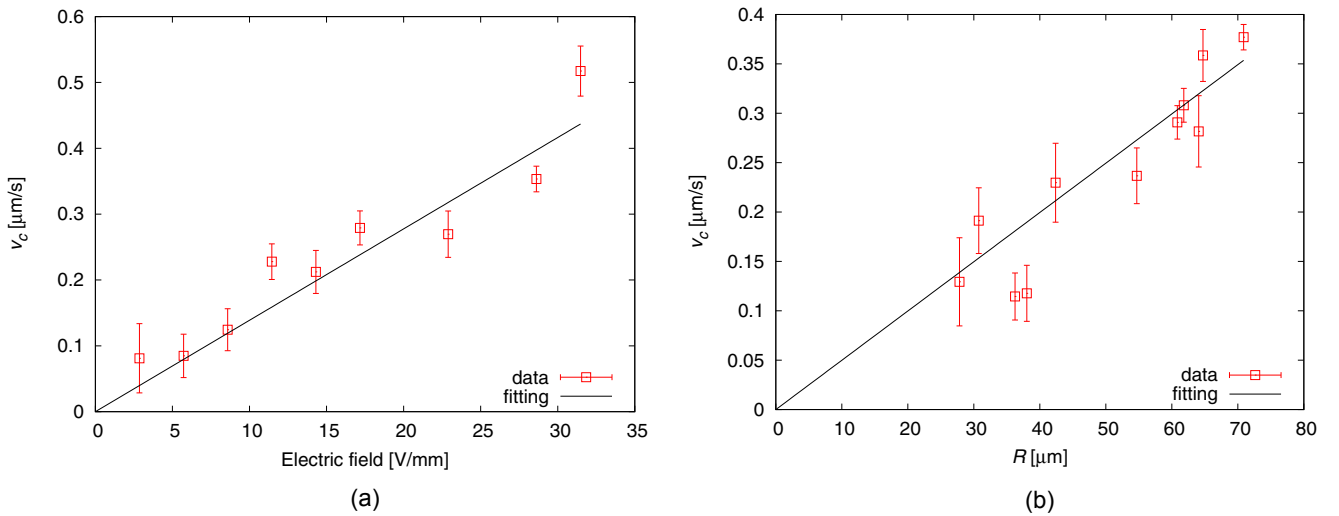 0.6
0.5
0.4
0.3
0.2
0.1
0
v_c [μm/s]
0 5 10 15 20 25 30 35
Electric field [V/mm]
data
fitting
(a)
0.4
0.35
0.3
0.25
0.2
0.15
0.1
0.05
0
v_c [μm/s]
0 10 20 30 40 50 60 70 80
R [μm]
data
fitting
(b)